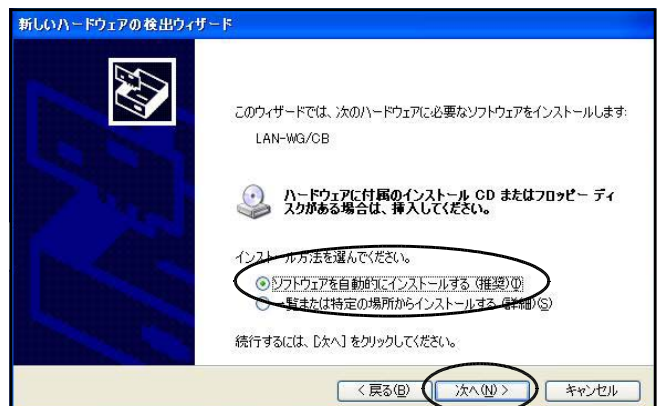 新しいハードウェアの検出ウィザード
このウィザードでは、次のハードウェアに必要なソフトウェアをインストールします:
LAN-WG/CB
ハードウェアに付属のインストール CD またはフロッピー ディ
スクがある場合は、挿入してください。
インストール方法を選んでください。
ソフトウェアを自動的にインストールする (推奨)(I)
一覧または特定の場所からインストールする (詳細)(S)
続行するには、[次へ] をクリックしてください。
< 戻る(B)
次へ(N) >
キャンセル